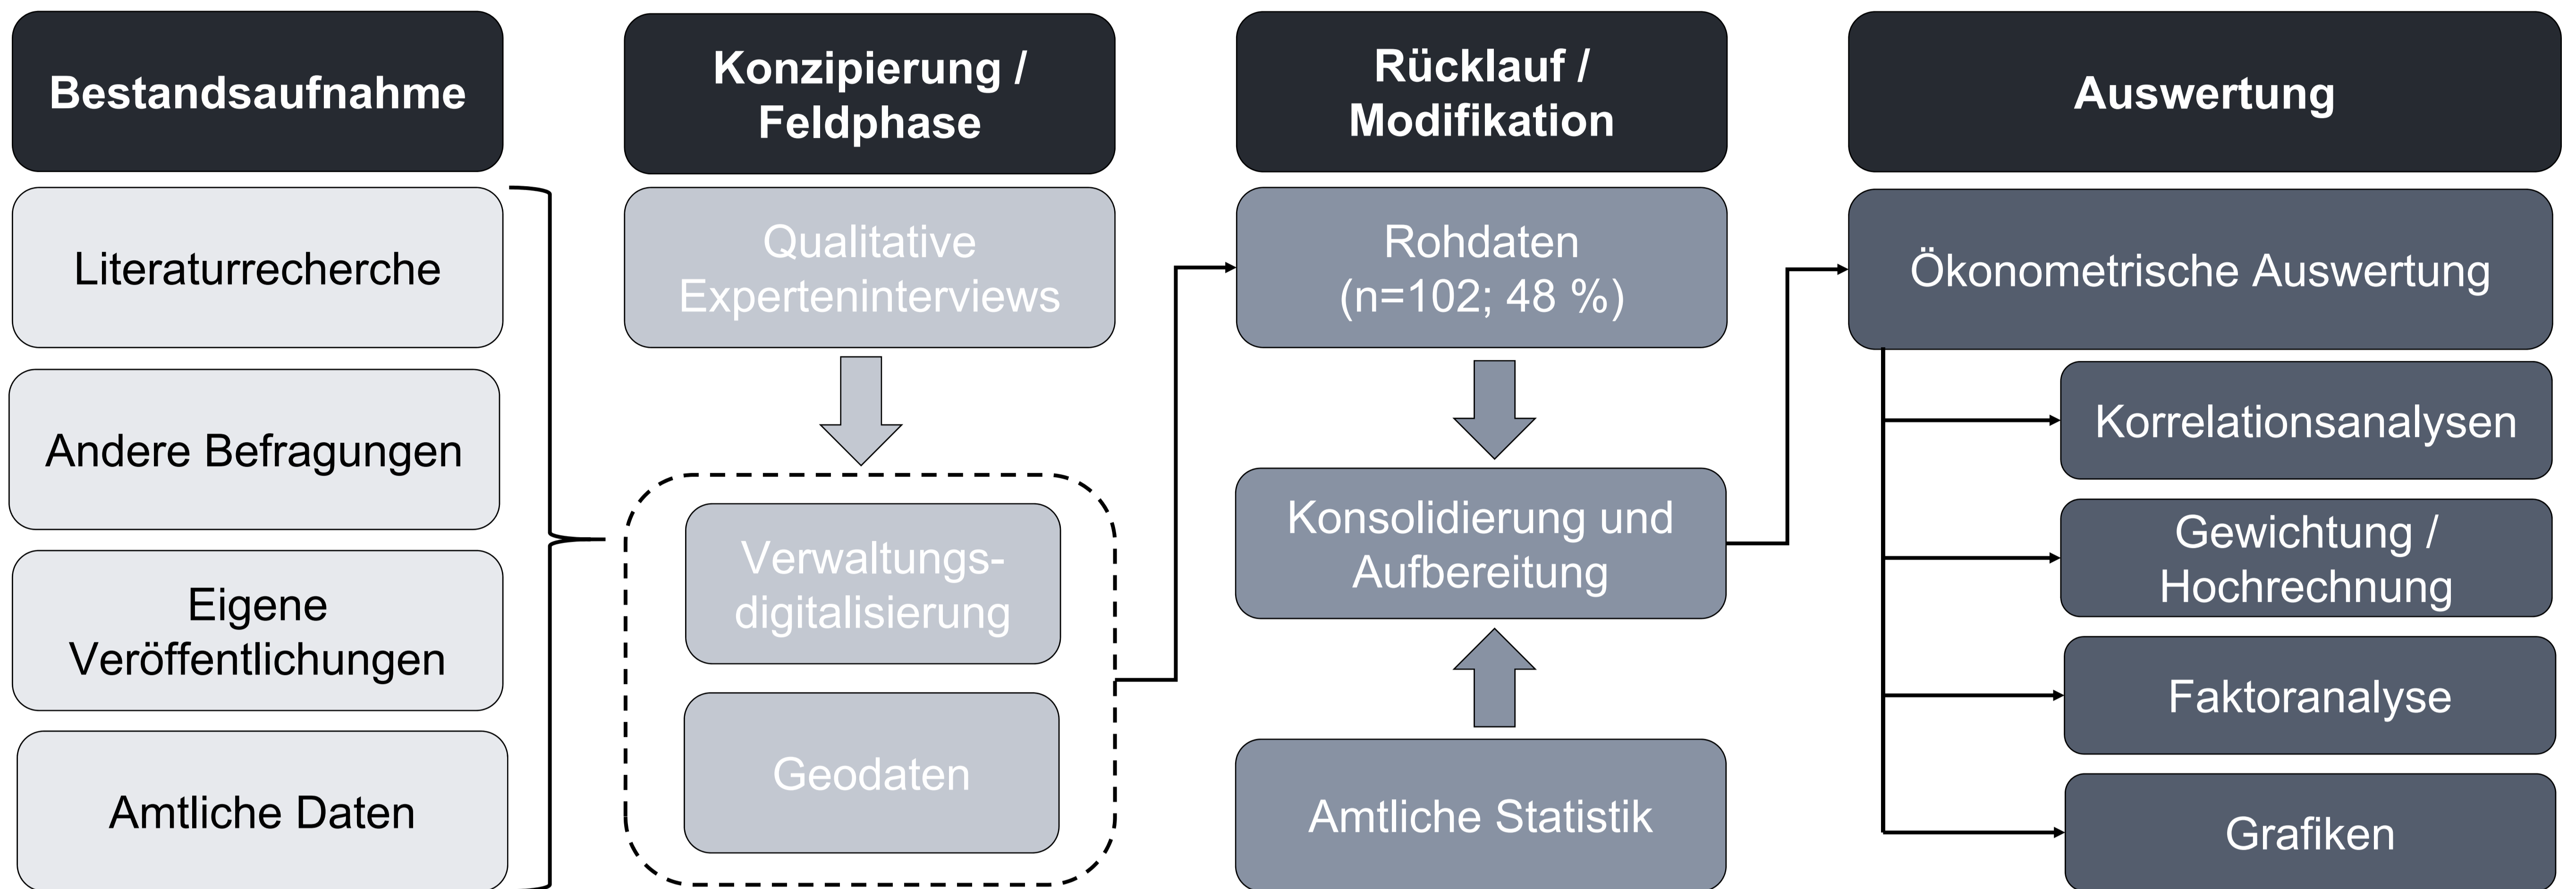 Bestandsaufnahme
Literaturrecherche
Andere Befragungen
Eigene
Veröffentlichungen
Amtliche Daten
Konzipierung /
Feldphase
Qualitative
Experteninterviews
Verwaltungs-
digitalisierung
Geodaten
Rücklauf /
Modifikation
Rohdaten
(n=102; 48 %)
Konsolidierung und
Aufbereitung
Amtliche Statistik
Auswertung
Ökonometrische Auswertung
Korrelationsanalysen
Gewichtung /
Hochrechnung
Faktoranalyse
Grafiken